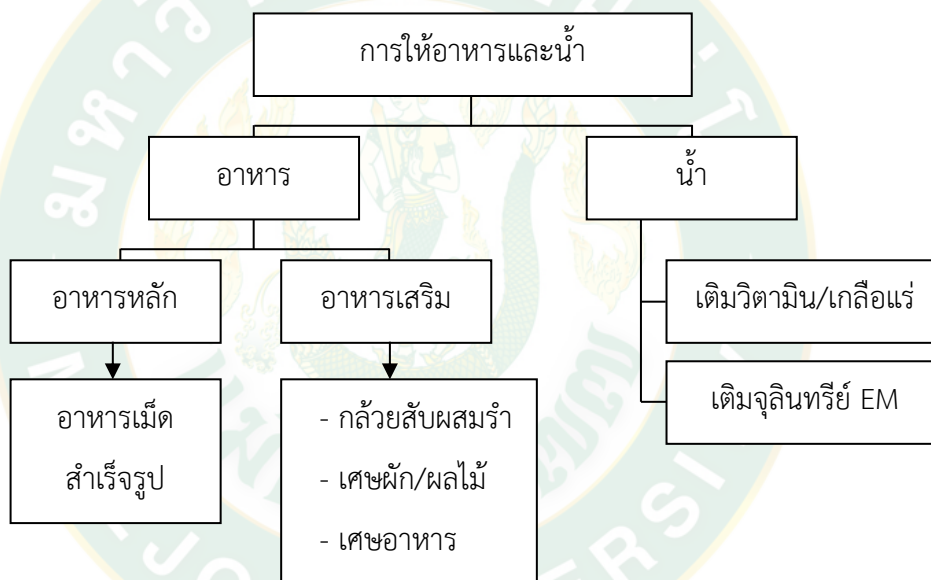 การให้อาหารและน้ำ
อาหาร
น้ำ
อาหารหลัก
อาหารเสริม
เติมวิตามิน/เกลือแร่
อาหารเม็ด
สำเร็จรูป
- กล้วยสับผสมรำ
- เศษผัก/ผลไม้
- เศษอาหาร
เติมจุลินทรีย์ EM